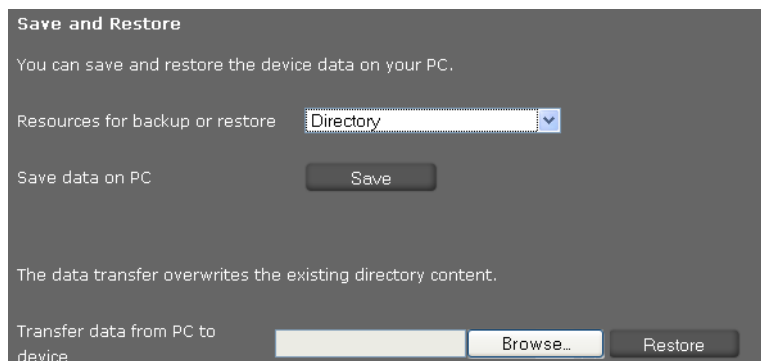 Save and Restore
You can save and restore the device data on your PC.
Resources for backup or restore Directory
Save data on PC Save
The data transfer overwrites the existing directory content.
Transfer data from PC to
device Browse... Restore